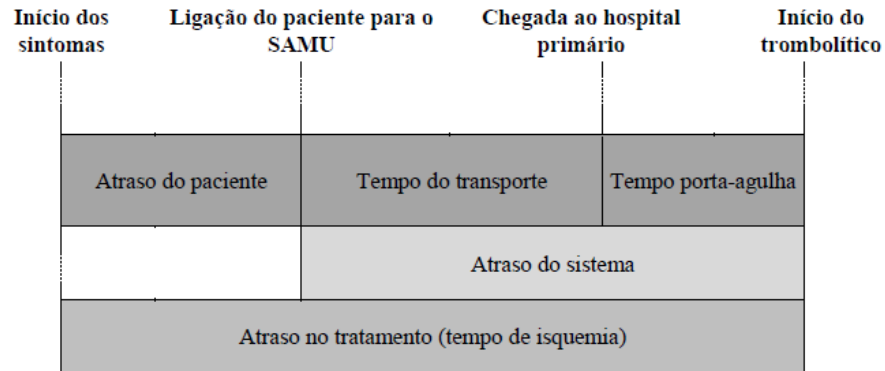 Início dos
sintomas
Ligação do paciente para o
SAMU
Chegada ao hospital
primário
Início do
trombolítico
Atraso do paciente
Tempo do transporte
Tempo porta-agulha
Atraso do sistema
Atraso no tratamento (tempo de isquemia)